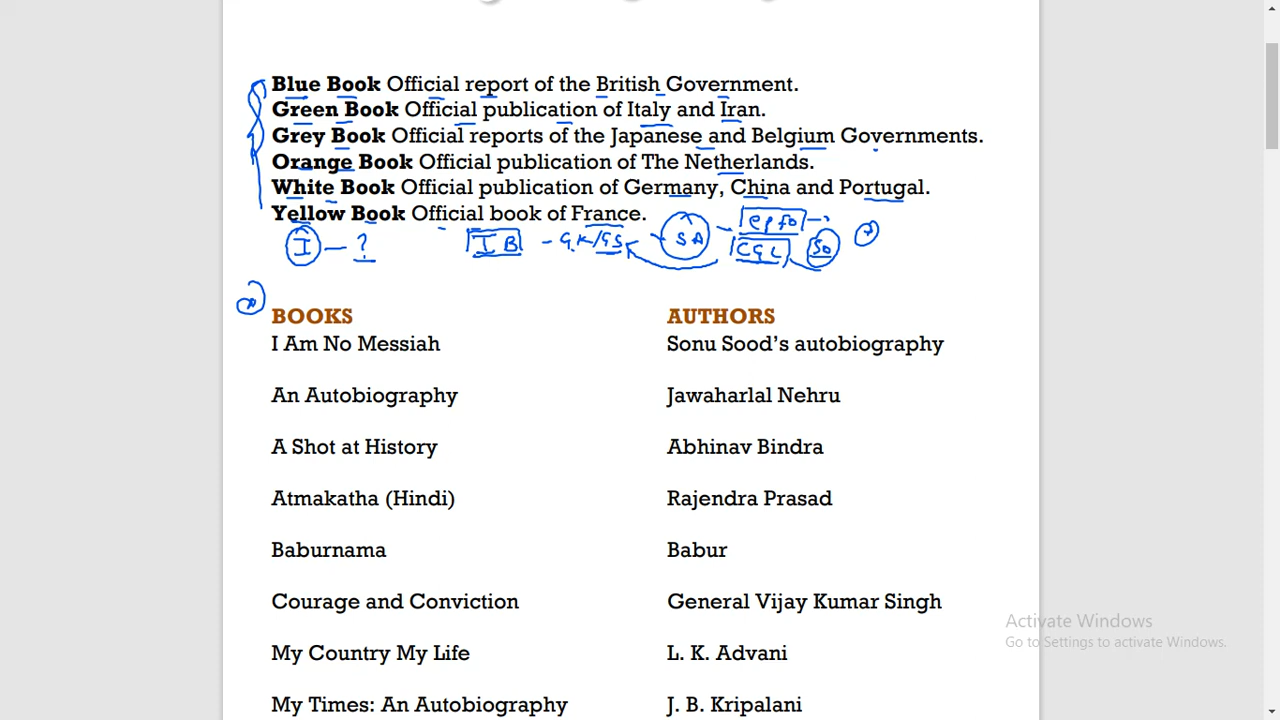 Blue Book Official report of the British Government.
Green Book Official publication of Italy and Iran.
Grey Book Official reports of the Japanese and Belgium Governments.
Orange Book Official publication of The Netherlands.
White Book Official publication of Germany, China and Portugal.
Yellow Book Official book of France.
I - ? IB - G.K/GS SA epfo
CGL So
BOOKS AUTHORS
I Am No Messiah Sonu Sood’s autobiography
An Autobiography Jawaharlal Nehru
A Shot at History Abhinav Bindra
Atmakatha (Hindi) Rajendra Prasad
Baburnama Babur
Courage and Conviction General Vijay Kumar Singh
My Country My Life L. K. Advani
My Times: An Autobiography J. B. Kripalani
Activate Windows
Go to Settings to activate Windows.